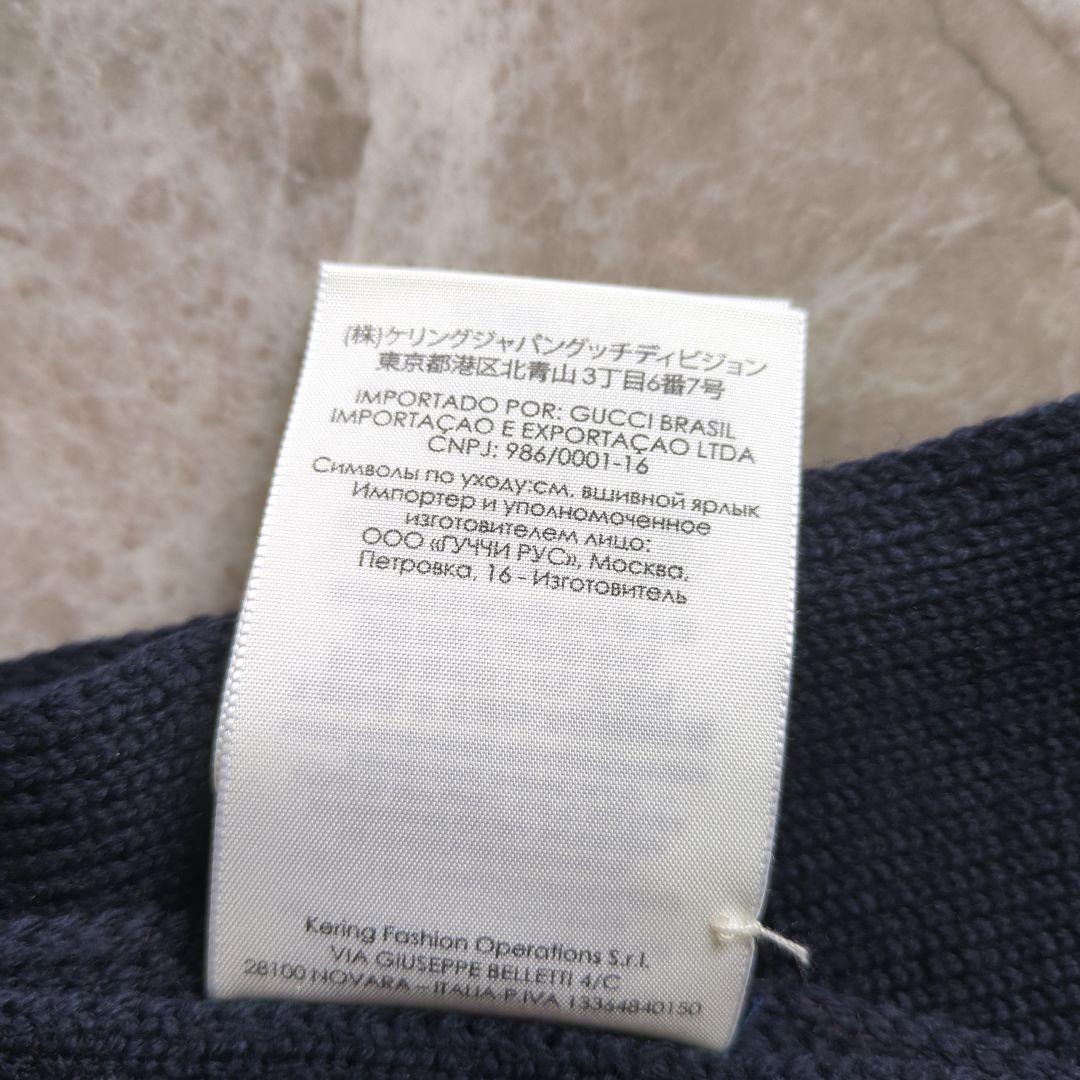 (株)ケリングジャパングッチディビジョン
東京都港区北青山3丁目6番7号
IMPORTADO POR: GUCCI BRASIL
IMPORTAÇAO E EXPORTAÇAO LTDA
CNPJ: 986/0001-16
Символы по уходу:см. вшивной ярлык
Импортер и уполномоченное
изготовителем лицо:
ООО «ГУЧЧИ РУС», Москва,
Петровка, 16 - Изготовитель
Kering Fashion Operations S.r.l.
VIA GIUSEPPE BELLETTI 4/C
28100 NOVARA – ITALIA P.IVA 13364840150